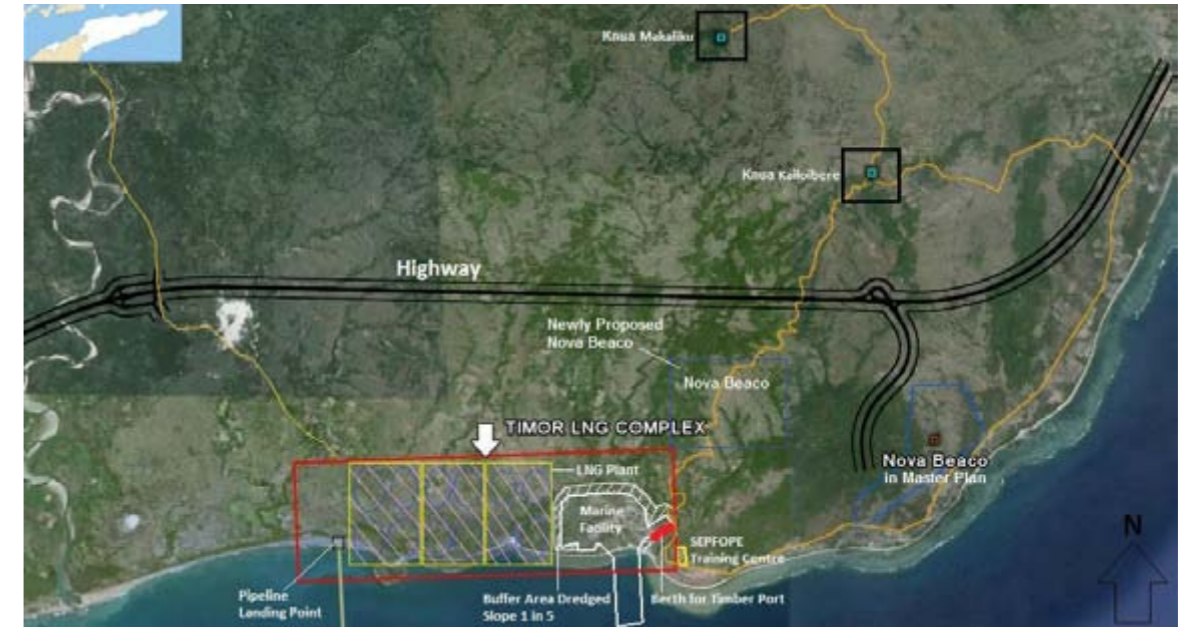 Knua Makaliku
Knua Kailoibere
Highway
Newly Proposed
Nova Beaco
Nova Beaco
TIMOR LNG COMPLEX
LNG Plant
Nova Beaco
in Master Plan
Marine
Facility
SEPFOPE
Training Centre
Pipeline
Landing Point
Buffer Area Dredged
Slope 1 in 5
Berth for Timber Port
N